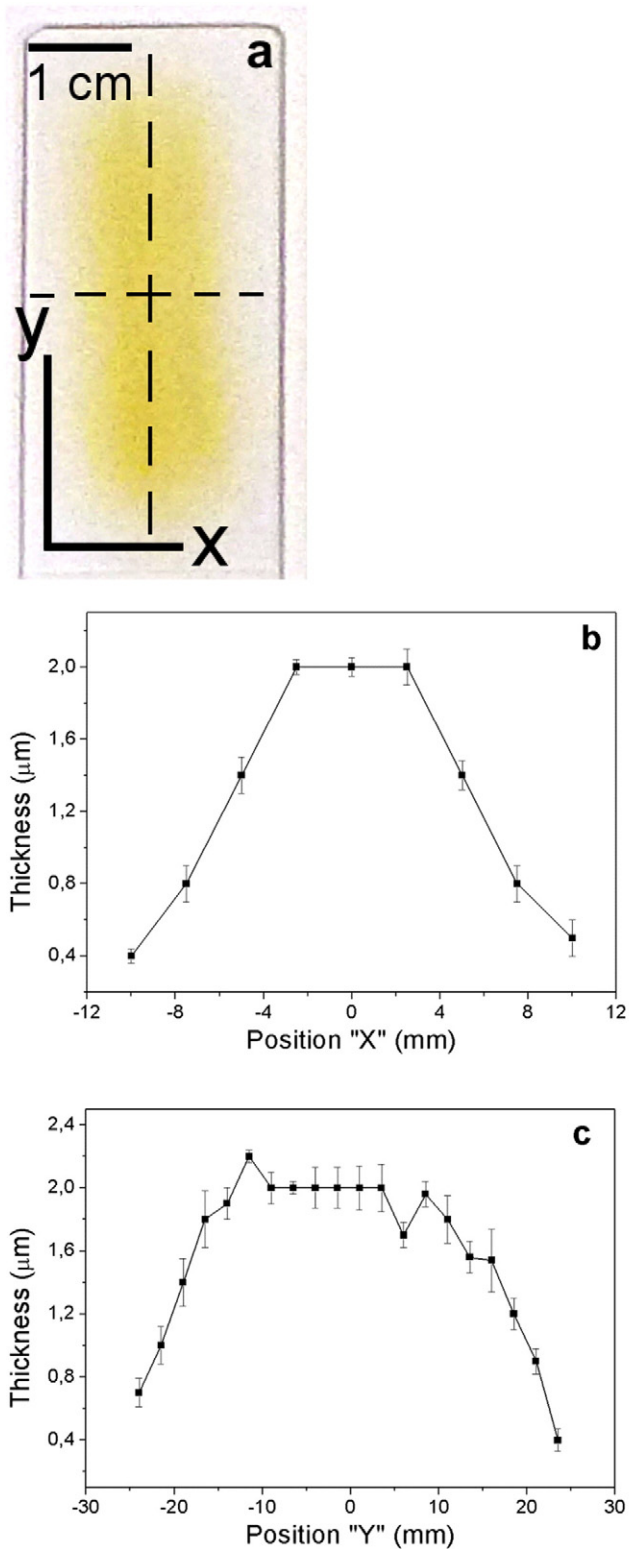 a
1 cm
y
x
b
2,0
1,6
1,2
0,8
0,4
Thickness (μm)
-12
-8
-4
0
4
8
12
Position "X" (mm)
c
2,4
2,0
1,6
1,2
0,8
0,4
Thickness (μm)
-30
-20
-10
0
10
20
30
Position "Y" (mm)